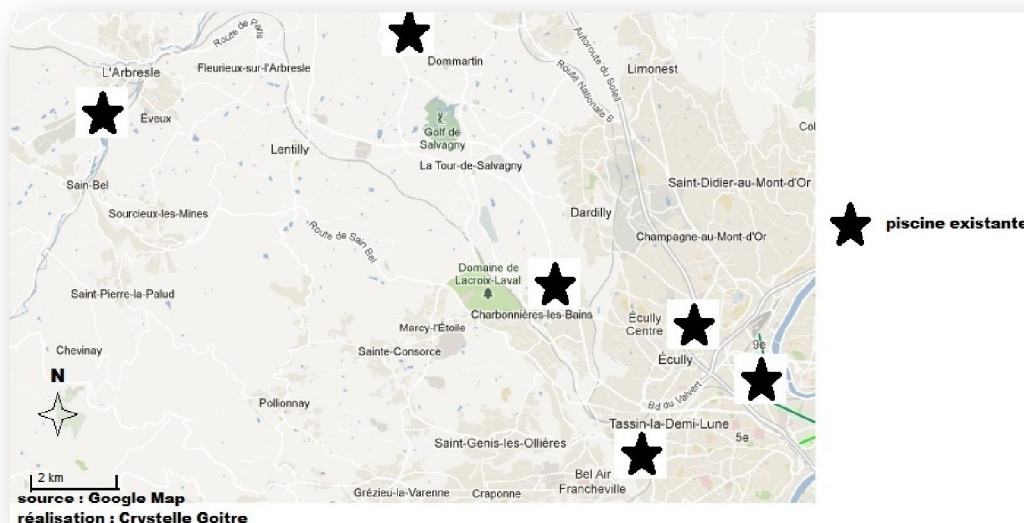 Route de Paris
Autoroute du Soleil
Dommartin
L'Arbresle
Fleurieux-sur-l'Arbresle
Limonest
Route Nationale 6
Éveux
Col
Golf de
Salvagny
Lentilly
La Tour-de-Salvagny
Sain-Bel
Saint-Didier-au-Mont-d'Or
Sourcieux-les-Mines
Dardilly
piscine existante
Route de Sain Bel
Champagne-au-Mont-d'Or
Domaine de
Lacroix-Laval
Saint-Pierre-la-Palud
Charbonnières-les-Bains
Écully
Centre
Marcy-l'Étoile
9e
Chevinay
Sainte-Consorce
Écully
N
Bd du Valvert
Pollionnay
Tassin-la-Demi-Lune
5e
Saint-Genis-les-Ollières
Bel Air
Francheville
2 km
Grézieu-la-Varenne
Craponne
source : Google Map
réalisation : Crystelle Goitre